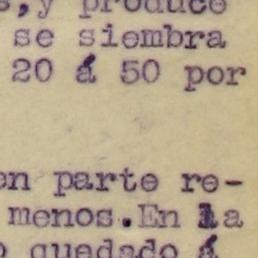 s,y produce
se siembra
20 á 50 por
en parte re-
menos.En la
o quedado á